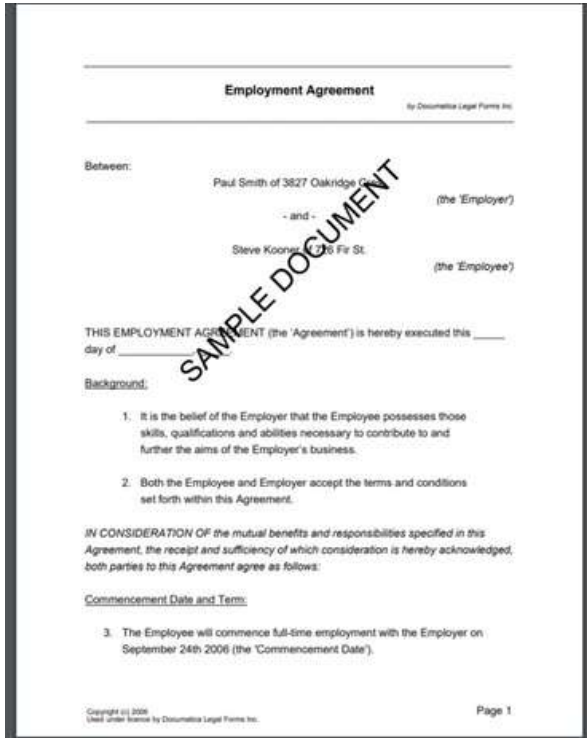 Employment Agreement
by Documatica Legal Forms Inc.
Between:
Paul Smith of 3827 Oakridge
(the 'Employer')
- and -
Steve Kooner of 726 Fir St.
(the 'Employee')
SAMPLE DOCUMENT
THIS EMPLOYMENT AGREEMENT (the 'Agreement') is hereby executed this _____
day of __________________.
Background:
1. It is the belief of the Employer that the Employee possesses those
skills, qualifications and abilities necessary to contribute to and
further the aims of the Employer's business.
2. Both the Employee and Employer accept the terms and conditions
set forth within this Agreement.
IN CONSIDERATION OF the mutual benefits and responsibilities specified in this
Agreement, the receipt and sufficiency of which consideration is hereby acknowledged,
both parties to this Agreement agree as follows:
Commencement Date and Term:
3. The Employee will commence full-time employment with the Employer on
September 24th 2006 (the 'Commencement Date').
Copyright (c) 2006
Used under licence by Documatica Legal Forms Inc.
Page 1